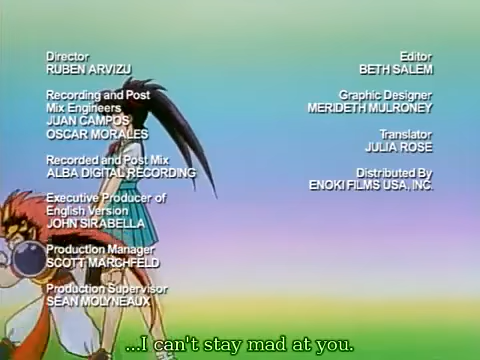 Director
RUBEN ARVIZU
Recording and Post
Mix Engineers
JUAN CAMPOS
OSCAR MORALES
Recorded and Post Mix
ALBA DIGITAL RECORDING
Executive Producer of
English Version
JOHN SIRABELLA
Production Manager
SCOTT MARCHFELD
Production Supervisor
SEAN MOLYNEAUX
Editor
BETH SALEM
Graphic Designer
MERIDETH MULRONEY
Translator
JULIA ROSE
Distributed By
ENOKI FILMS USA, INC.
...I can't stay mad at you.